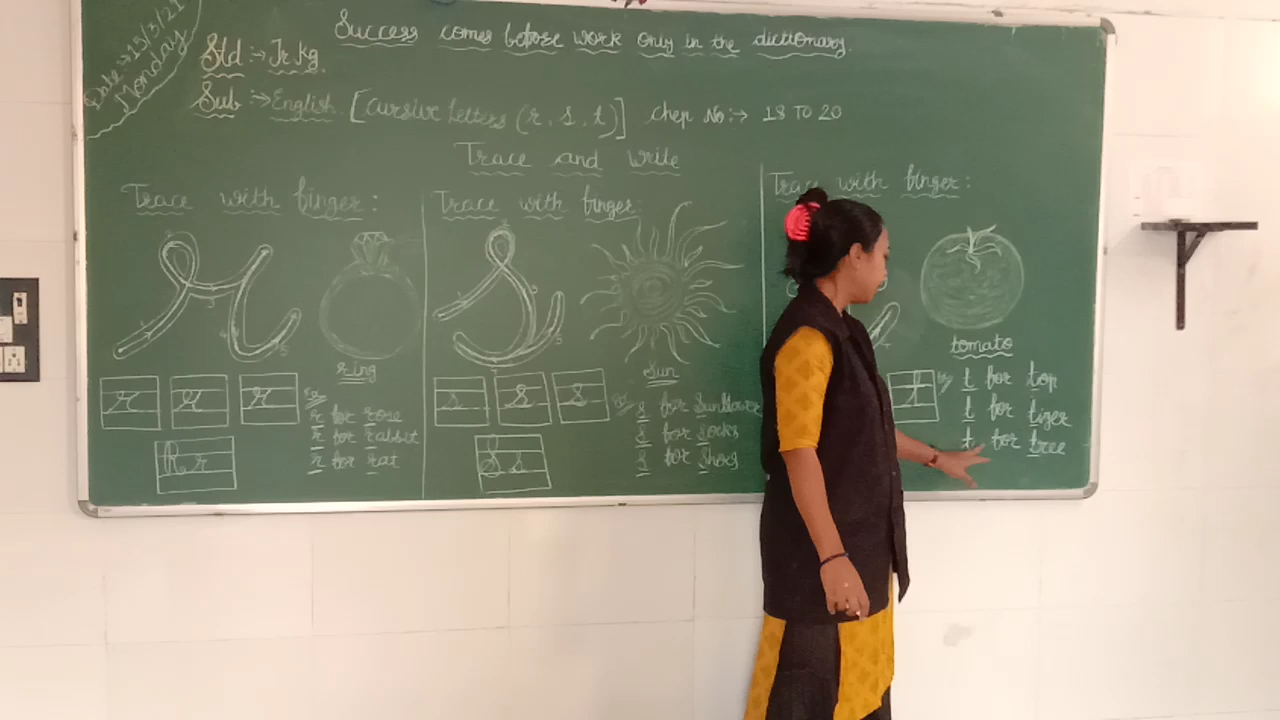 Date :→ 15/3/21
Monday
Success comes before work only in the dictionary.
Std :→ Jr kg.
Sub :→ English [cursive letters (r, s, t)] chep No :→ 18 TO 20
Trace and write
Trace with finger :
r
ring
r r r
r for rose
r for rabbit
r for rat
R r
Trace with finger :
s
Sun
s s s
s for Sunflower
s for socks
s for shoes
S s
Trace with finger :
tomato
t
t for top
t for tiger
t for tree